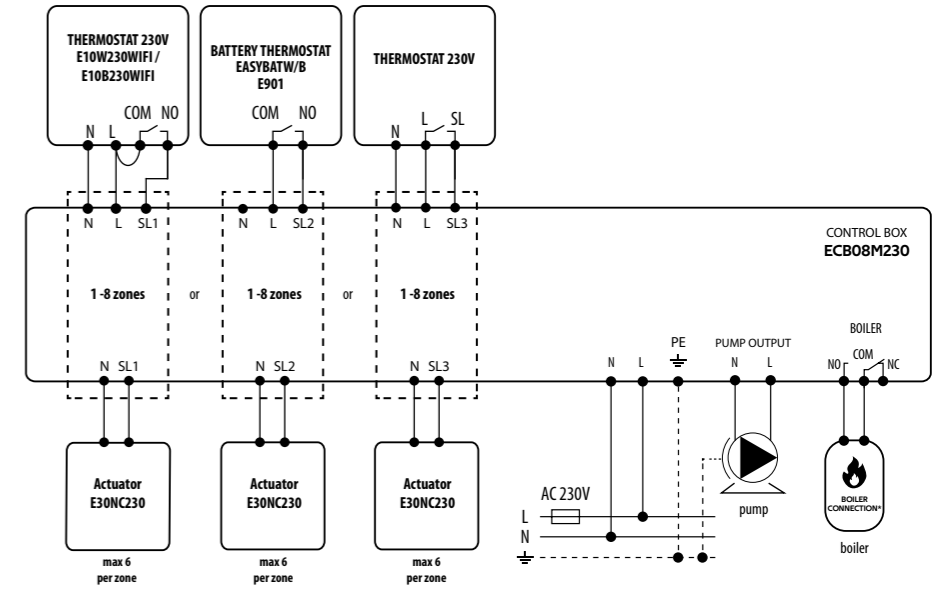 THERMOSTAT 230V
E10W230WIFI /
E10B230WIFI
N L COM NO
BATTERY THERMOSTAT
EASYBATW/B
E901
COM NO
THERMOSTAT 230V
N L SL
N L SL1
N L SL2
N L SL3
CONTROL BOX
ECB08M230
1 -8 zones
or
1 -8 zones
or
1 -8 zones
N SL1
N SL2
N SL3
N L
PE
PUMP OUTPUT
N L
BOILER
NO COM NC
Actuator
E30NC230
max 6
per zone
Actuator
E30NC230
max 6
per zone
Actuator
E30NC230
max 6
per zone
AC 230V
L
N
pump
BOILER
CONNECTION*
boiler